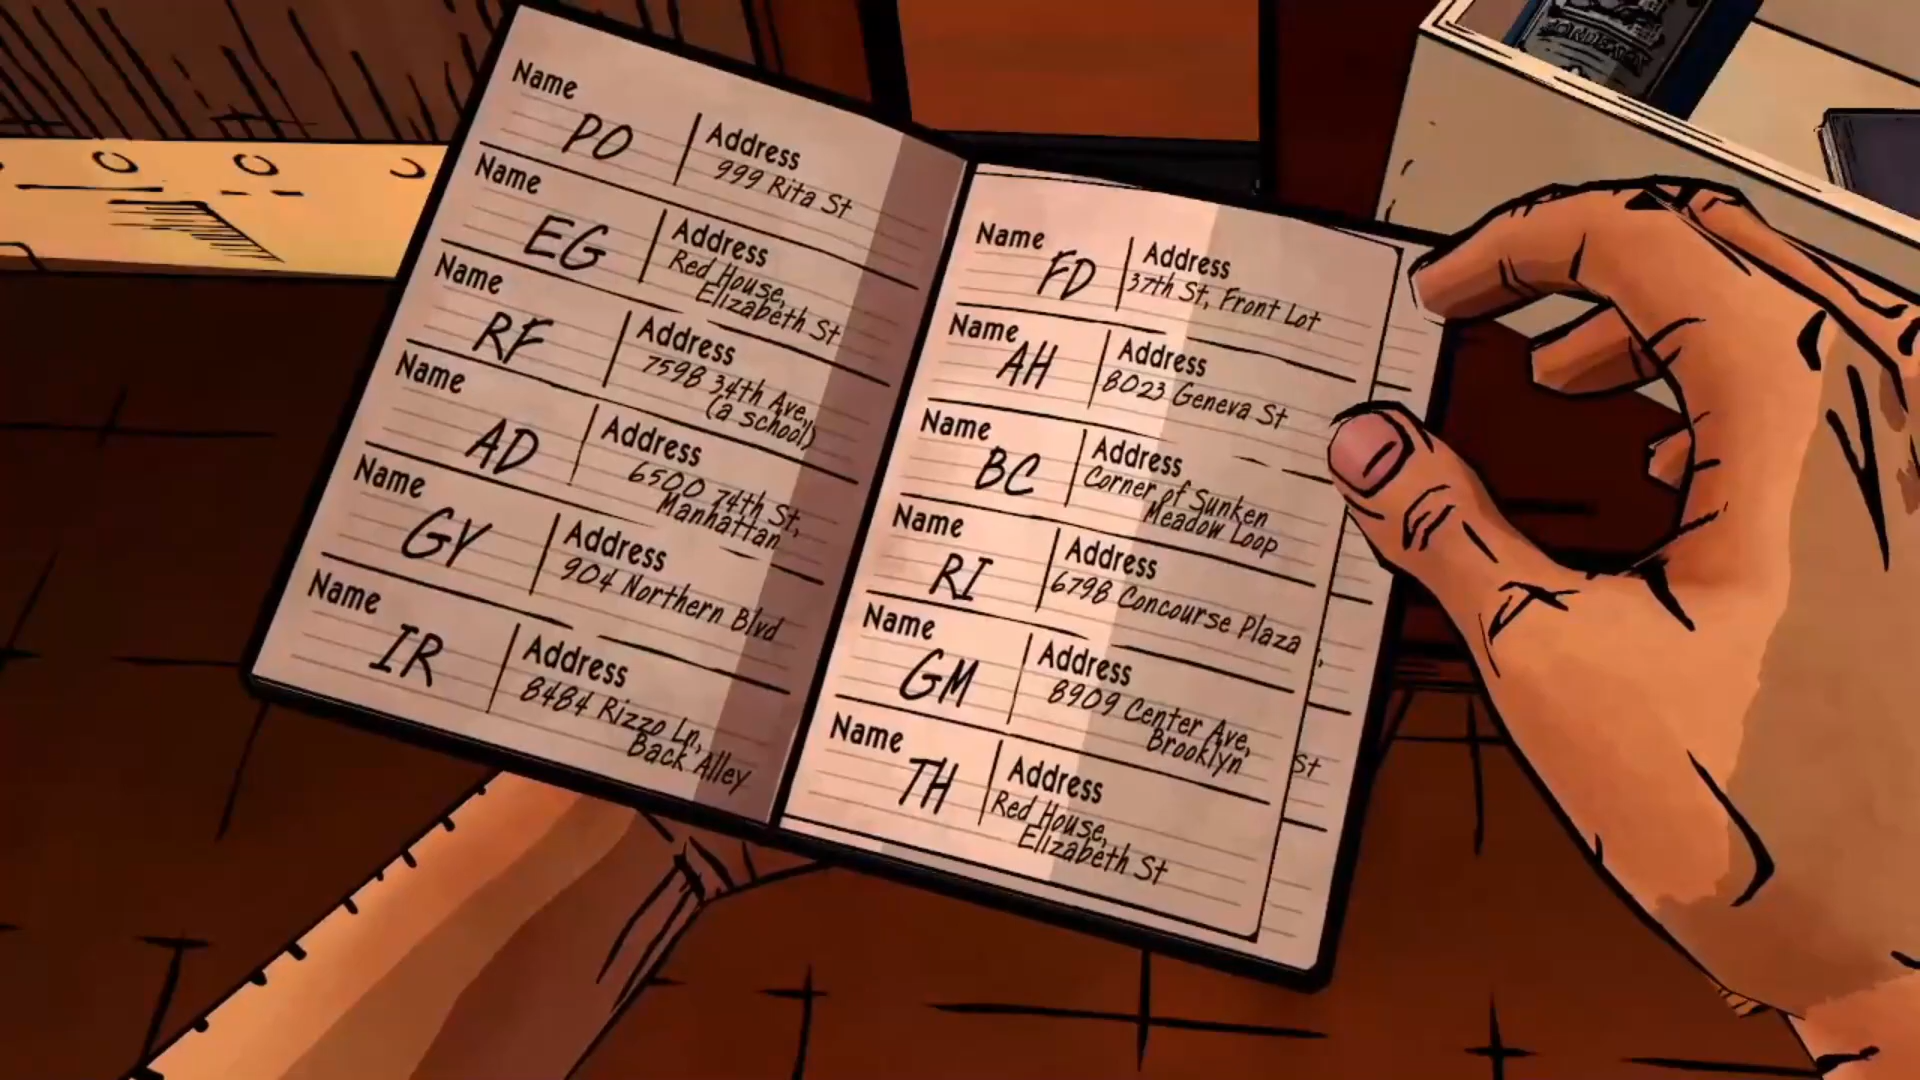 Name
PO
Address
999 Rita St
Name
EG
Address
Red House,
Elizabeth St
Name
RF
Address
7598 34th Ave,
(a school)
Name
AD
Address
6500 74th St,
Manhattan
Name
GY
Address
904 Northern Blvd
Name
IR
Address
8484 Rizzo Ln,
Back Alley
Name
FD
Address
37th St, Front Lot
Name
AH
Address
8023 Geneva St
Name
BC
Address
Corner of Sunken
Meadow Loop
Name
RI
Address
6798 Concourse Plaza
Name
GM
Address
8909 Center Ave,
Brooklyn
Name
TH
Address
Red House,
Elizabeth St
St